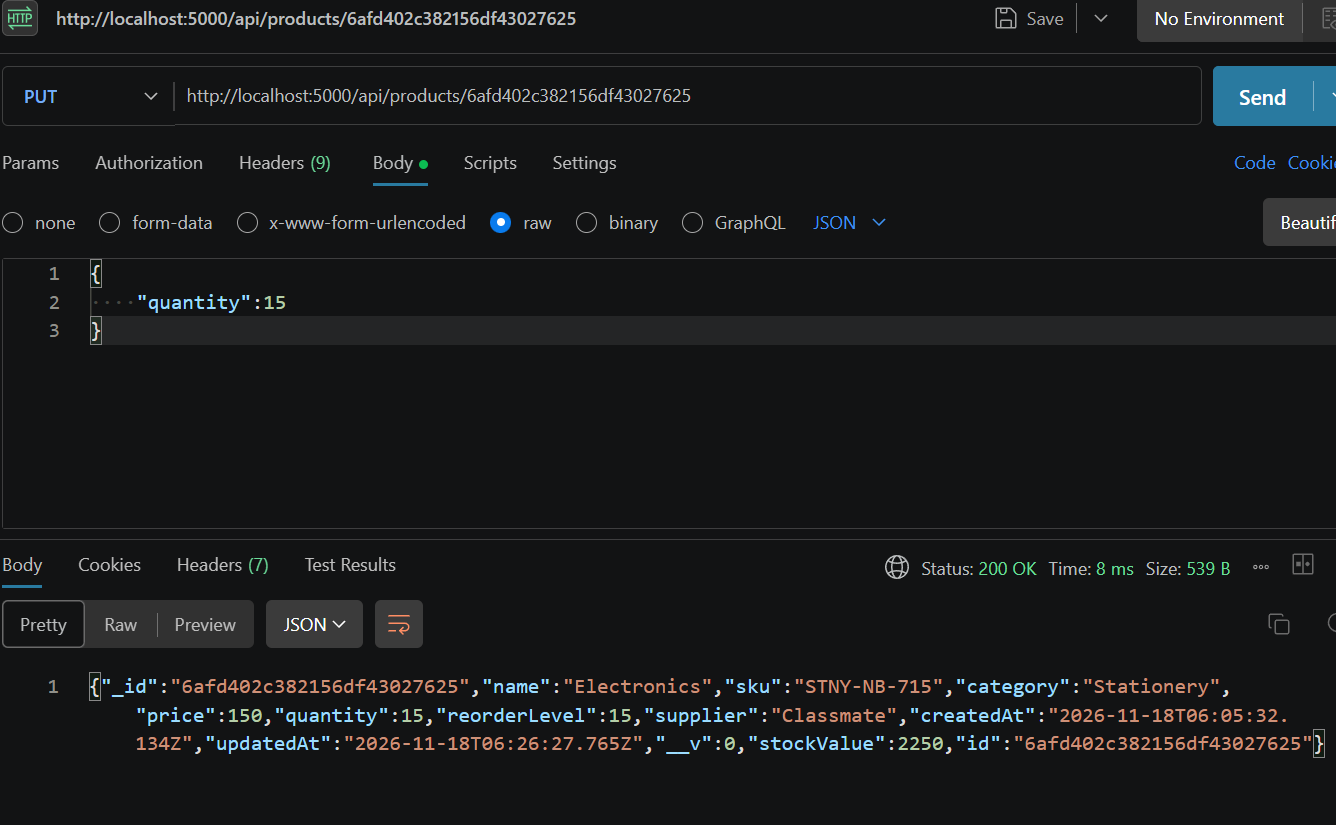 HTTP http://localhost:5000/api/products/6afd402c382156df43027625 Save No Environment
PUT http://localhost:5000/api/products/6afd402c382156df43027625 Send
Params Authorization Headers (9) Body Scripts Settings Code Cookie
none form-data x-www-form-urlencoded raw binary GraphQL JSON Beautif
1 {
2 ····"quantity":15
3 }
Body Cookies Headers (7) Test Results Status: 200 OK Time: 8 ms Size: 539 B
Pretty Raw Preview JSON
1 {"_id":"6afd402c382156df43027625","name":"Electronics","sku":"STNY-NB-715","category":"Stationery",
"price":150,"quantity":15,"reorderLevel":15,"supplier":"Classmate","createdAt":"2026-11-18T06:05:32.
134Z","updatedAt":"2026-11-18T06:26:27.765Z","__v":0,"stockValue":2250,"id":"6afd402c382156df43027625"}